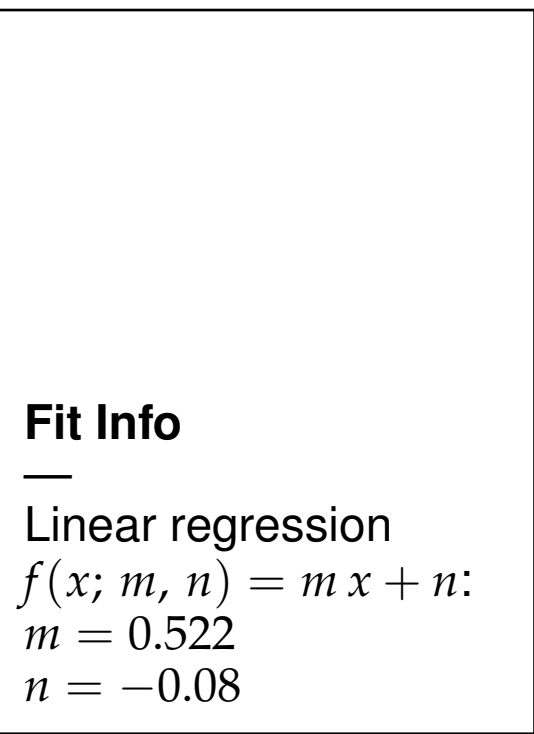 Fit Info
—
Linear regression
f(x; m, n) = m x + n:
m = 0.522
n = −0.08